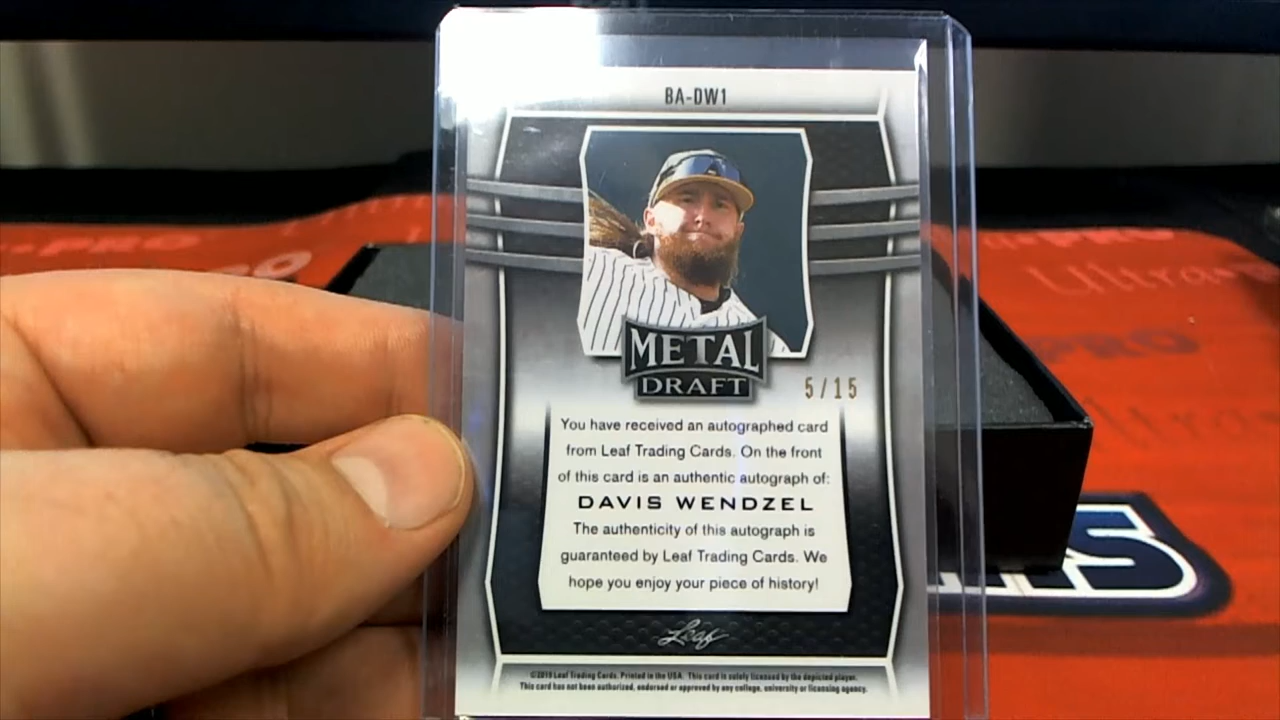 BA-DW1
METAL
DRAFT
5/15
You have received an autographed card
from Leaf Trading Cards. On the front
of this card is an authentic autograph of:
DAVIS WENDZEL
The authenticity of this autograph is
guaranteed by Leaf Trading Cards. We
hope you enjoy your piece of history!
Leaf
©2019 Leaf Trading Cards. Printed in the USA. This card is solely licensed by the depicted player.
This card has not been authorized, endorsed or approved by any college, university or licensing agency.
PRO
Ultra
PRO
Ultra